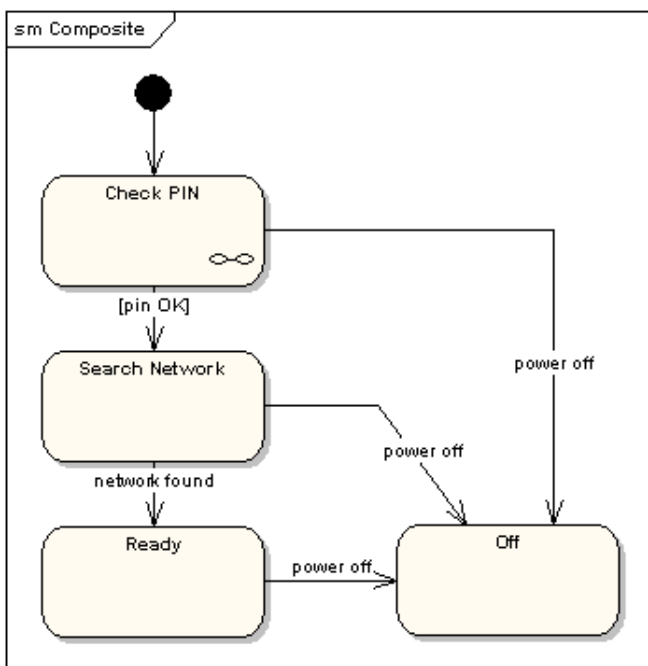 sm Composite
Check PIN
[pin OK]
power off
Search Network
power off
network found
Ready
Off
power off